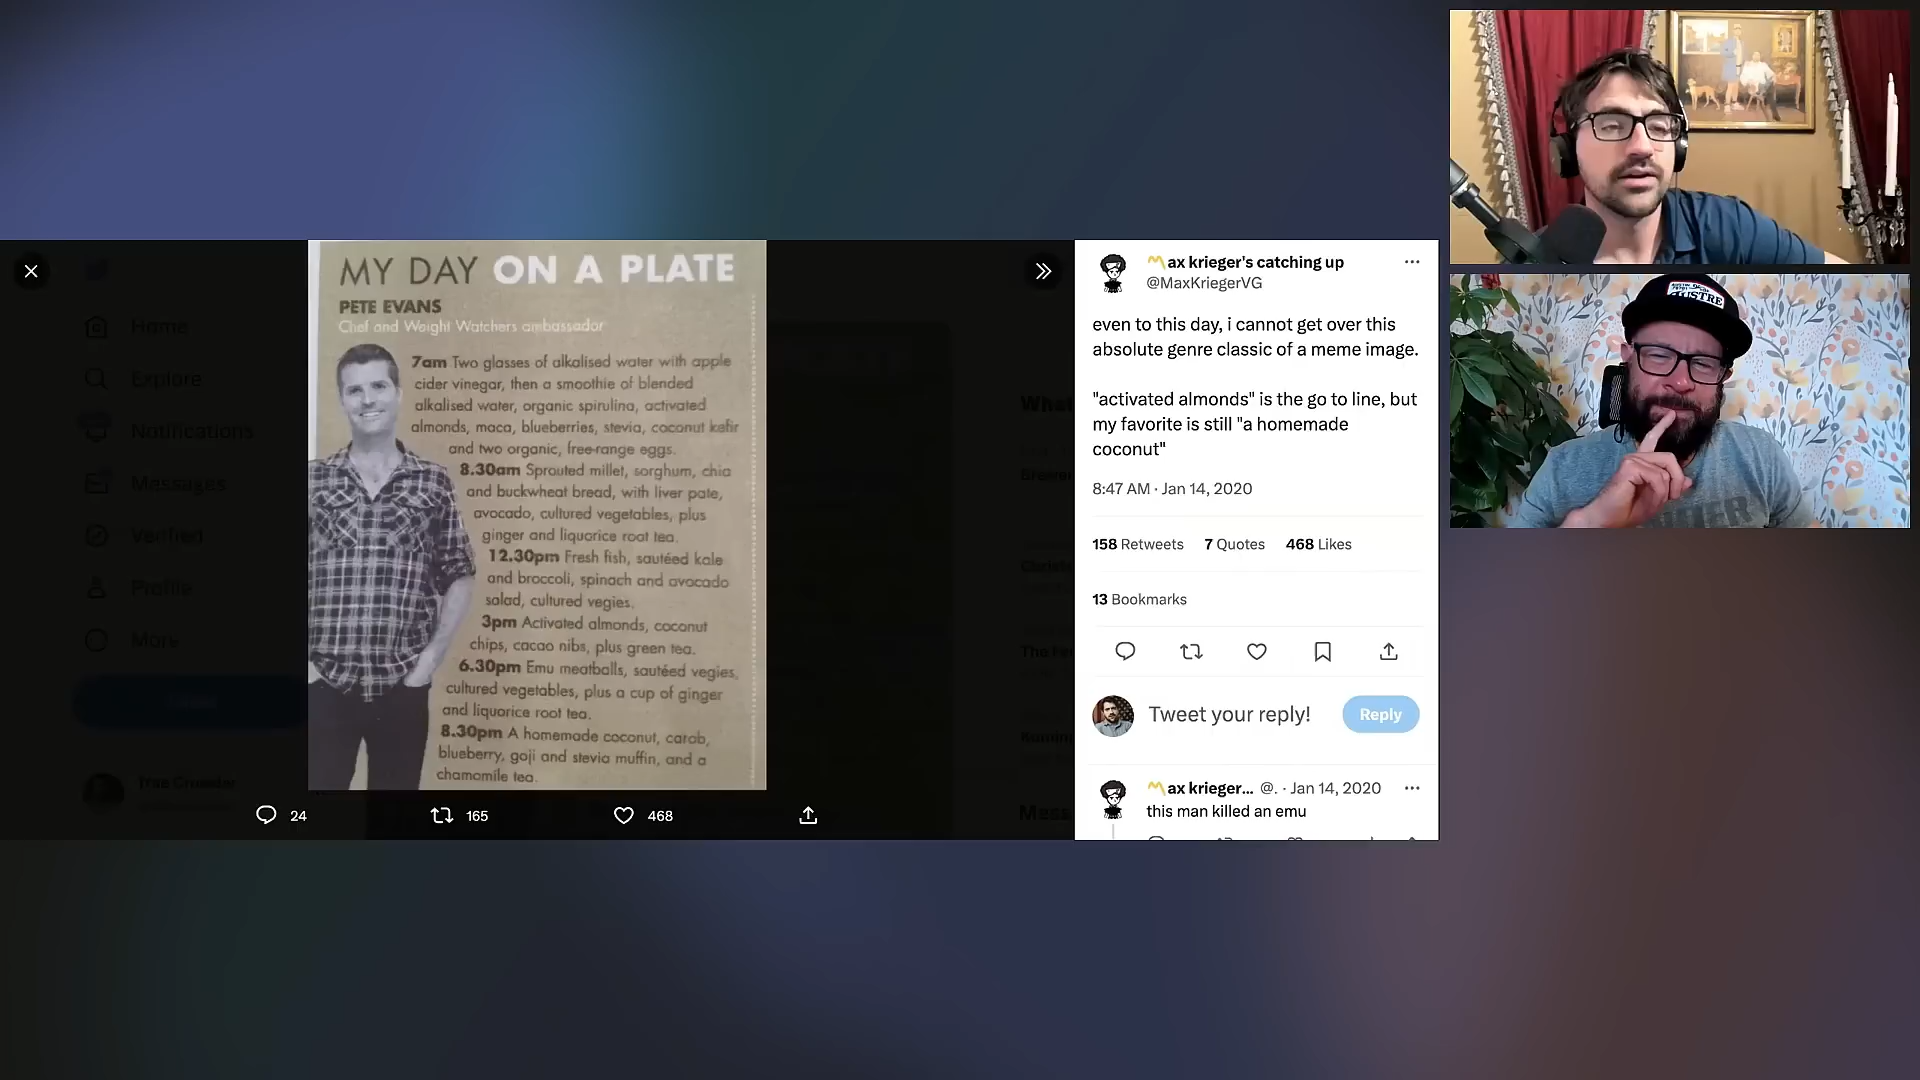 MY DAY ON A PLATE
PETE EVANS
Chef and Weight Watchers ambassador
7am Two glasses of alkalised water with apple
cider vinegar, then a smoothie of blended
alkalised water, organic spirulina, activated
almonds, maca, blueberries, stevia, coconut kefir
and two organic, free-range eggs.
8.30am Sprouted millet, sorghum, chia
and buckwheat bread, with liver pate,
avocado, cultured vegetables, plus
ginger and liquorice root tea.
12.30pm Fresh fish, sautéed kale
and broccoli, spinach and avocado
salad, cultured vegies.
3pm Activated almonds, coconut
chips, cacao nibs, plus green tea.
6.30pm Emu meatballs, sautéed vegies,
cultured vegetables, plus a cup of ginger
and liquorice root tea.
8.30pm A homemade coconut, carob,
blueberry, goji and stevia muffin, and a
chamomile tea.
24
165
468
Home
Explore
Notifications
Messages
Verified
Profile
More
Trae Crowder
ax krieger's catching up
@MaxKriegerVG
even to this day, i cannot get over this
absolute genre classic of a meme image.
"activated almonds" is the go to line, but
my favorite is still "a homemade
coconut"
8:47 AM · Jan 14, 2020
158 Retweets 7 Quotes 468 Likes
13 Bookmarks
Tweet your reply!
Reply
ax krieger... @. · Jan 14, 2020
this man killed an emu